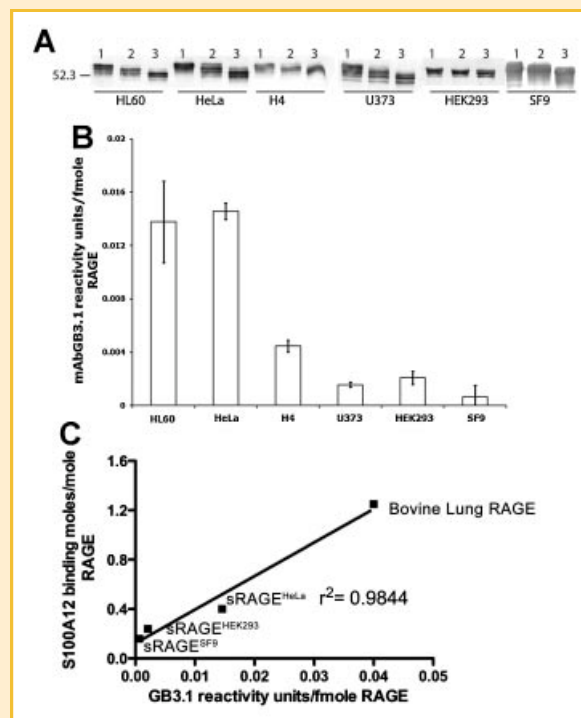 A
1 2 3 1 2 3 1 2 3 1 2 3 1 2 3 1 2 3
52.3
HL60 HeLa H4 U373 HEK293 SF9
B
mAbGB3.1 reactivity units/fmole
RAGE
0.02
0.016
0.012
0.008
0.004
0
HL60 HeLa H4 U373 HEK293 SF9
C
S100A12 binding moles/mole
RAGE
1.6
1.2
0.8
0.4
0.0
Bovine Lung RAGE
sRAGEHeLa r2= 0.9844
sRAGEHEK293
sRAGESF9
0.00 0.01 0.02 0.03 0.04 0.05
GB3.1 reactivity units/fmole RAGE